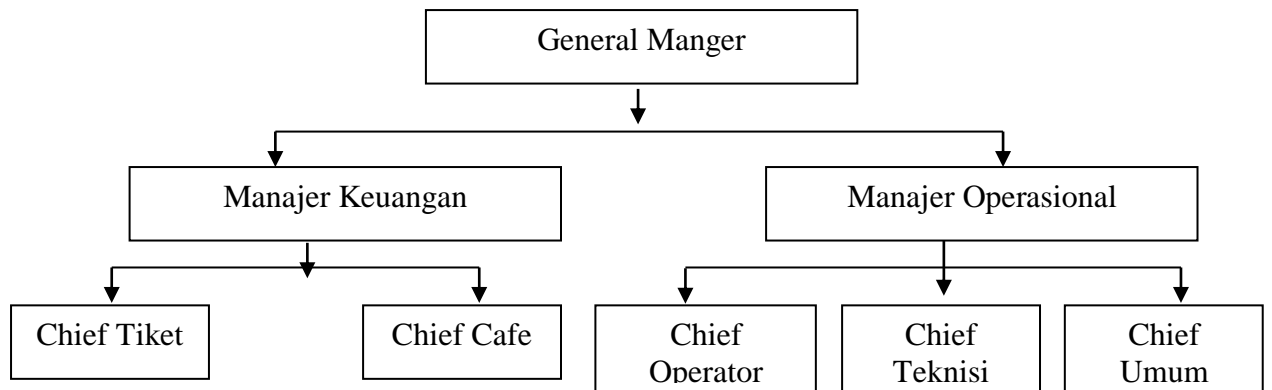 General Manger
Manajer Keuangan
Manajer Operasional
Chief Tiket
Chief Cafe
Chief
Operator
Chief
Teknisi
Chief
Umum